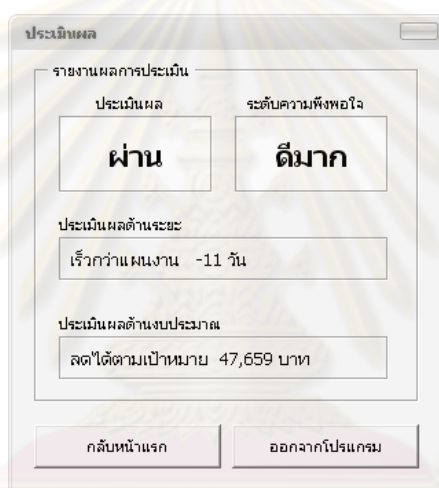 ประเมินผล
รายงานผลการประเมิน
ประเมินผล ระดับความพึงพอใจ
ผ่าน ดีมาก
ประเมินผลด้านระยะ
เร็วกว่าแผนงาน -11 วัน
ประเมินผลด้านงบประมาณ
ลดได้ตามเป้าหมาย 47,659 บาท
กลับหน้าแรก ออกจากโปรแกรม